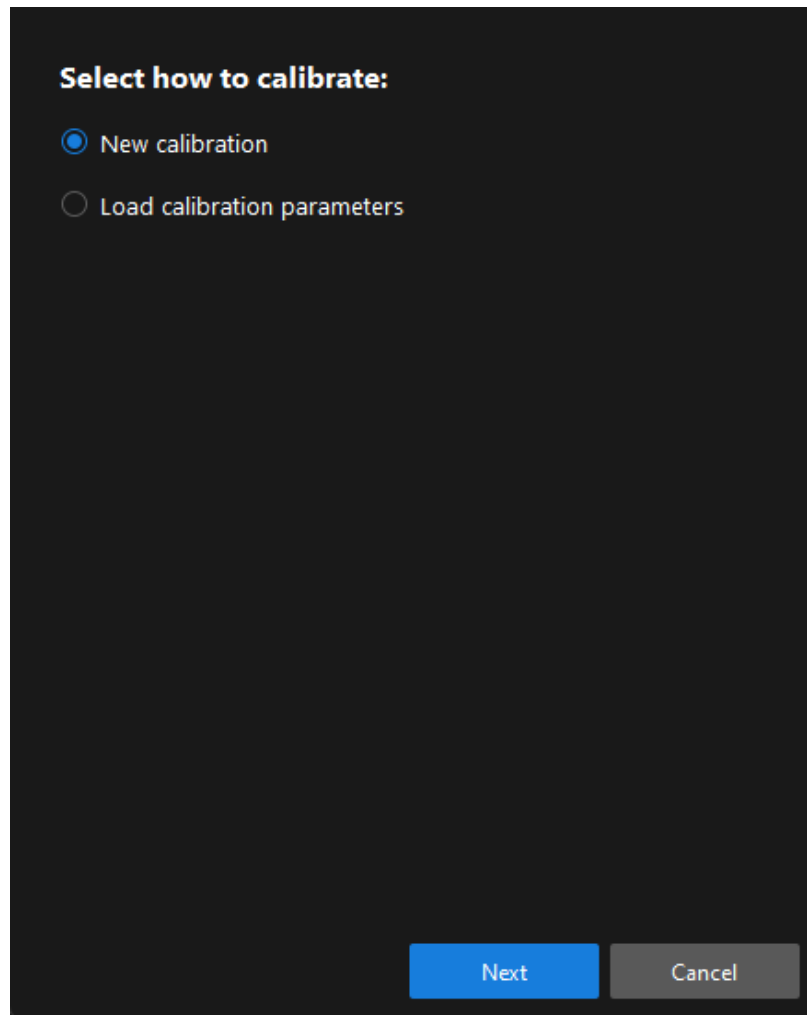 Select how to calibrate:
New calibration
Load calibration parameters
Next
Cancel